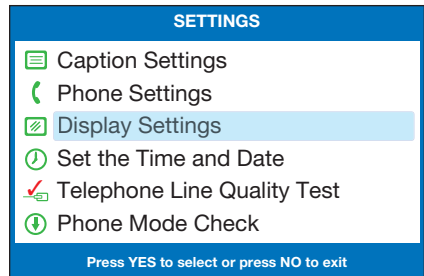 SETTINGS
Caption Settings
Phone Settings
Display Settings
Set the Time and Date
Telephone Line Quality Test
Phone Mode Check
Press YES to select or press NO to exit